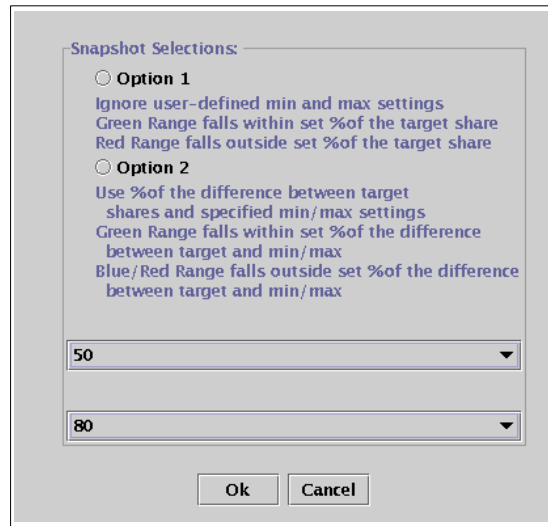 Snapshot Selections:
Option 1
Ignore user-defined min and max settings
Green Range falls within set %of the target share
Red Range falls outside set %of the target share
Option 2
Use %of the difference between target
shares and specified min/max settings
Green Range falls within set %of the difference
between target and min/max
Blue/Red Range falls outside set %of the difference
between target and min/max
50
80
Ok Cancel